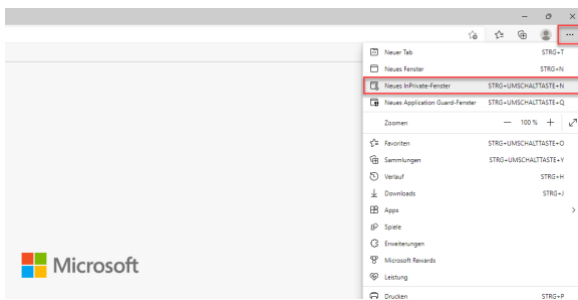 Neuer Tab STRG+T
Neues Fenster STRG+N
Neues InPrivate-Fenster STRG+UMSCHALTTASTE+N
Neues Application Guard-Fenster STRG+UMSCHALTTASTE+Q
Zoomen — 100 % +
Favoriten STRG+UMSCHALTTASTE+O
Sammlungen STRG+UMSCHALTTASTE+Y
Verlauf STRG+H
Downloads STRG+J
Apps
Spiele
Erweiterungen
Microsoft Rewards
Leistung
Drucken STRG+P
Microsoft